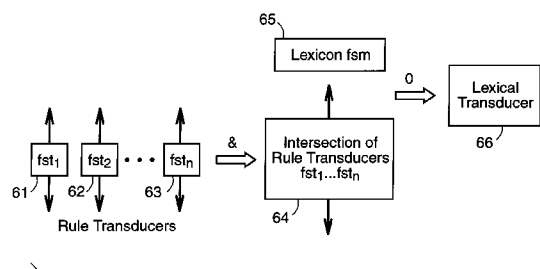 65
Lexicon fsm
0
Lexical
Transducer
66
fst1
fst2
• • •
fstn
&
Intersection of
Rule Transducers
fst1...fstn
61
62
63
64
Rule Transducers